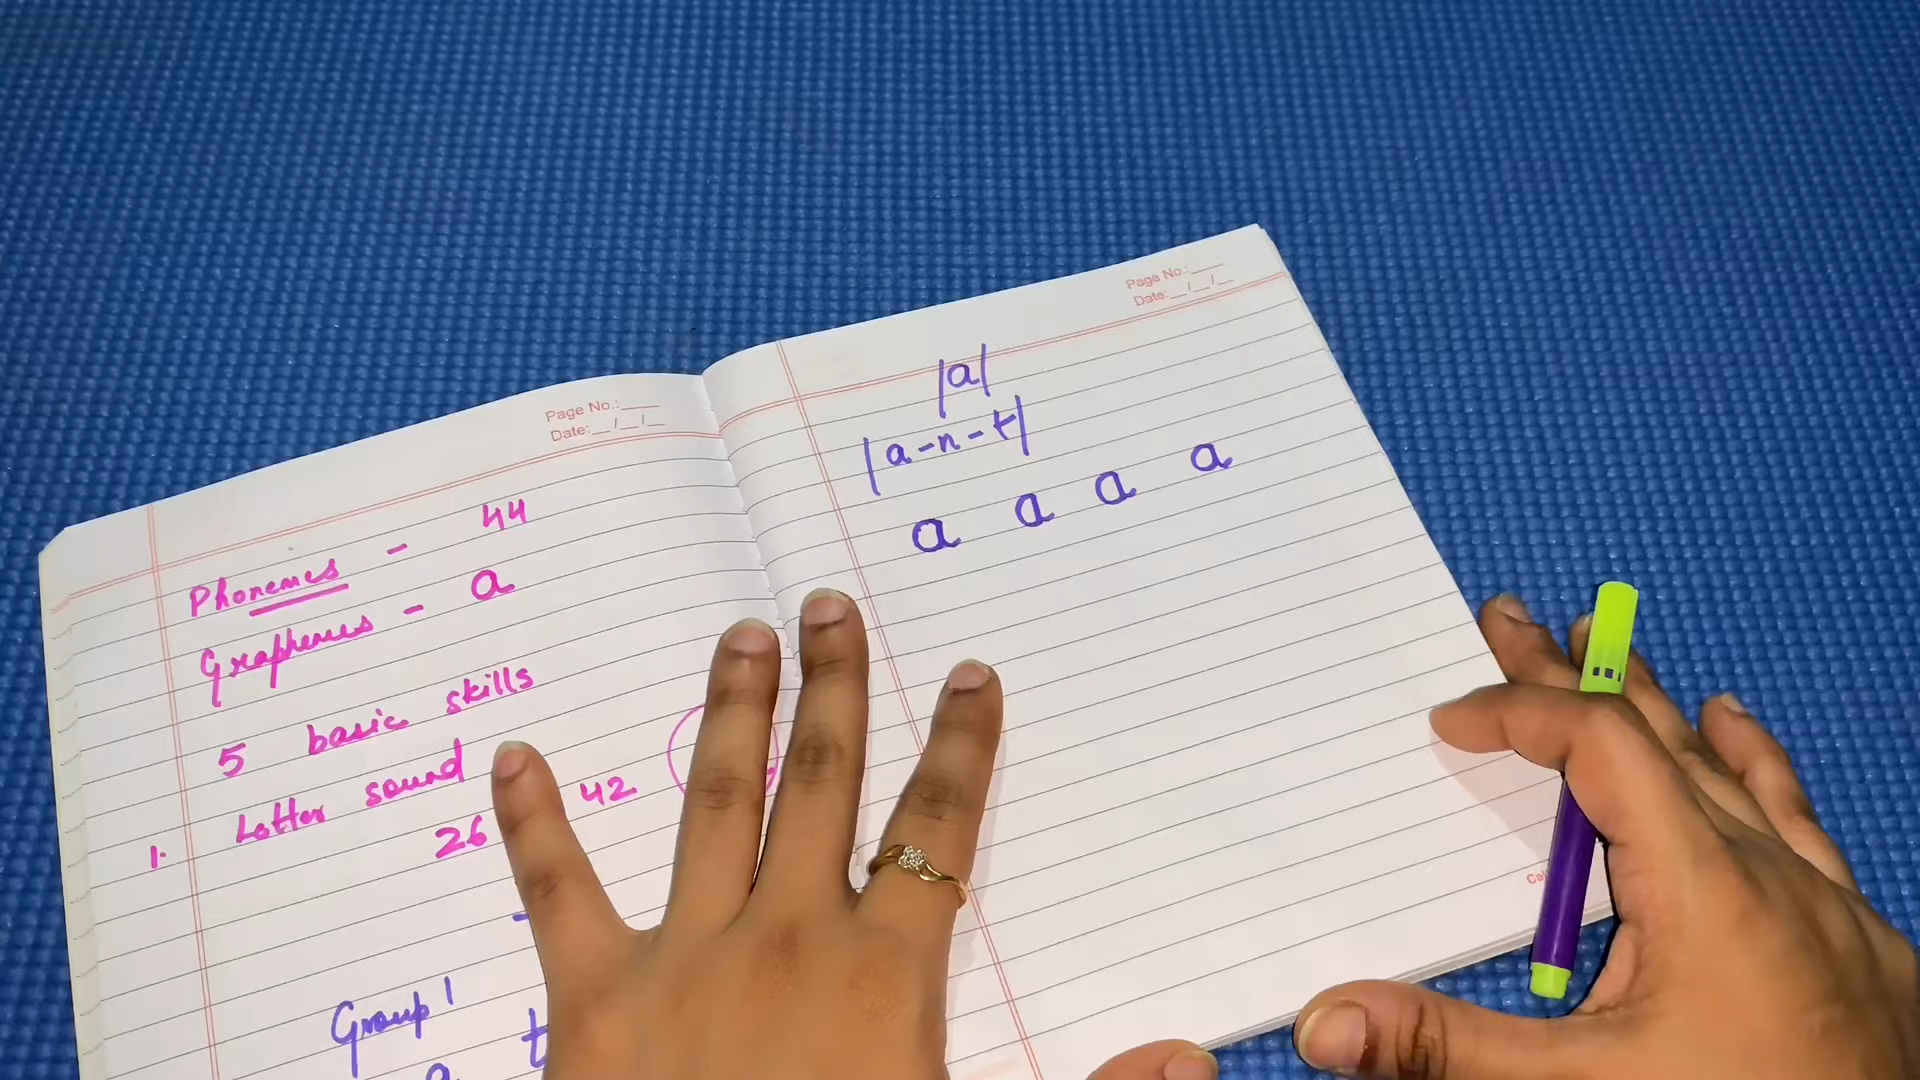 Page No.:
Date: / /
Phonemes - 44
Graphemes - a
5 basic skills
1. Letter sound
26 42
Group 1
a t
Page No.:
Date: / /
|a|
|a-n-t|
a a a a